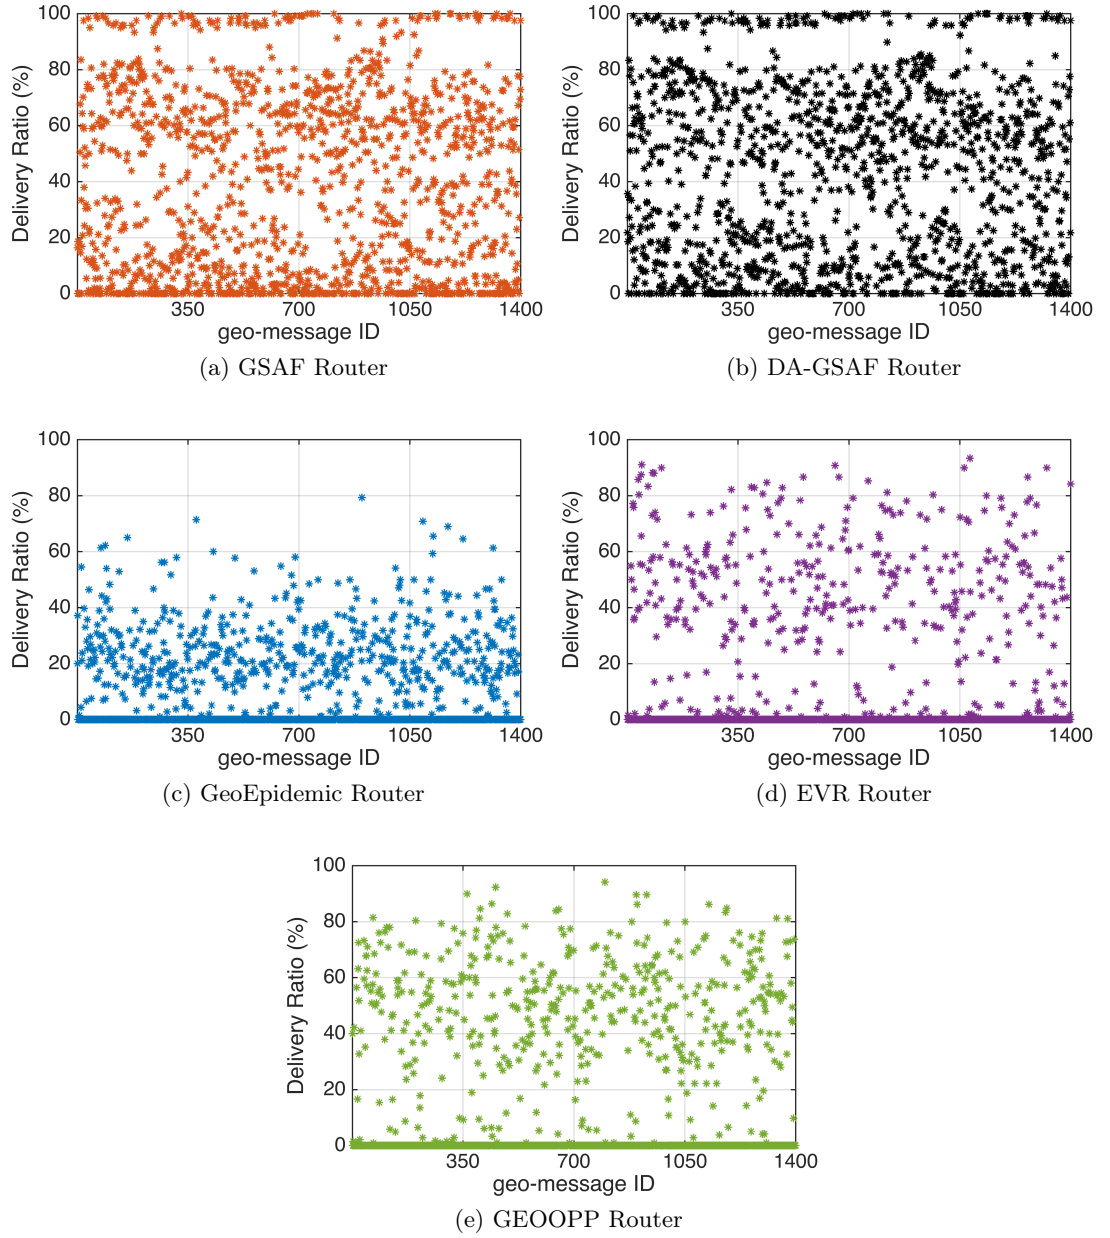 100
80
60
40
20
0
Delivery Ratio (%)
350 700 1050 1400
geo-message ID
(a) GSAF Router
100
80
60
40
20
0
Delivery Ratio (%)
350 700 1050 1400
geo-message ID
(b) DA-GSAF Router
100
80
60
40
20
0
Delivery Ratio (%)
350 700 1050 1400
geo-message ID
(c) GeoEpidemic Router
100
80
60
40
20
0
Delivery Ratio (%)
350 700 1050 1400
geo-message ID
(d) EVR Router
100
80
60
40
20
0
Delivery Ratio (%)
350 700 1050 1400
geo-message ID
(e) GEOOPP Router